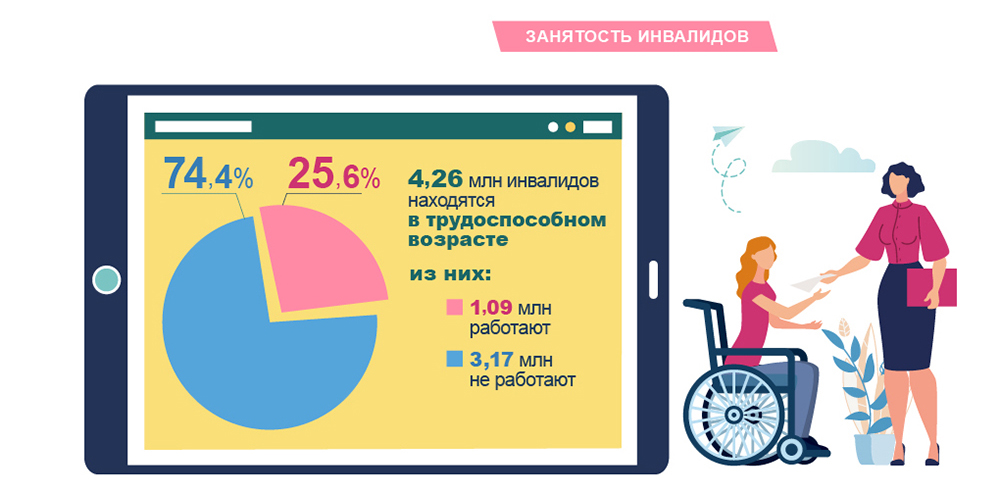 ЗАНЯТОСТЬ ИНВАЛИДОВ
74,4%
25,6%
4,26 млн инвалидов
находятся
в трудоспособном
возрасте
из них:
1,09 млн
работают
3,17 млн
не работают